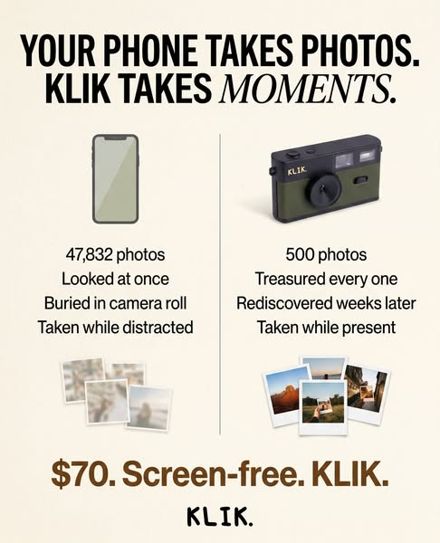 YOUR PHONE TAKES PHOTOS.
KLIK TAKES MOMENTS.
KLIK.
47,832 photos
Looked at once
Buried in camera roll
Taken while distracted
500 photos
Treasured every one
Rediscovered weeks later
Taken while present
$70. Screen-free. KLIK.
KLIK.